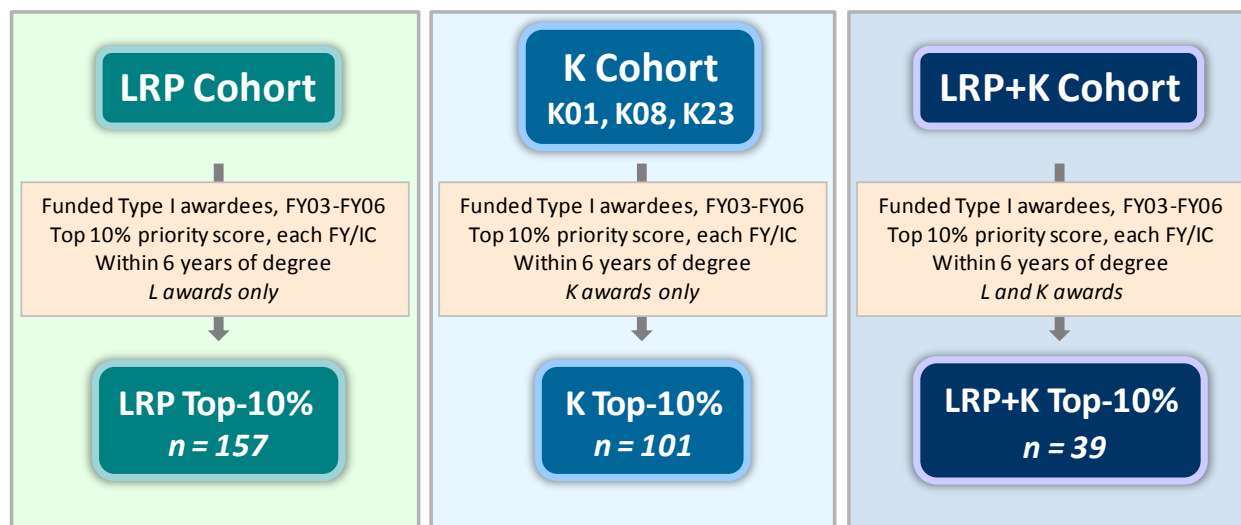 LRP Cohort
Funded Type I awardees, FY03-FY06
Top 10% priority score, each FY/IC
Within 6 years of degree
L awards only
LRP Top-10%
n = 157
K Cohort
K01, K08, K23
Funded Type I awardees, FY03-FY06
Top 10% priority score, each FY/IC
Within 6 years of degree
K awards only
K Top-10%
n = 101
LRP+K Cohort
Funded Type I awardees, FY03-FY06
Top 10% priority score, each FY/IC
Within 6 years of degree
L and K awards
LRP+K Top-10%
n = 39